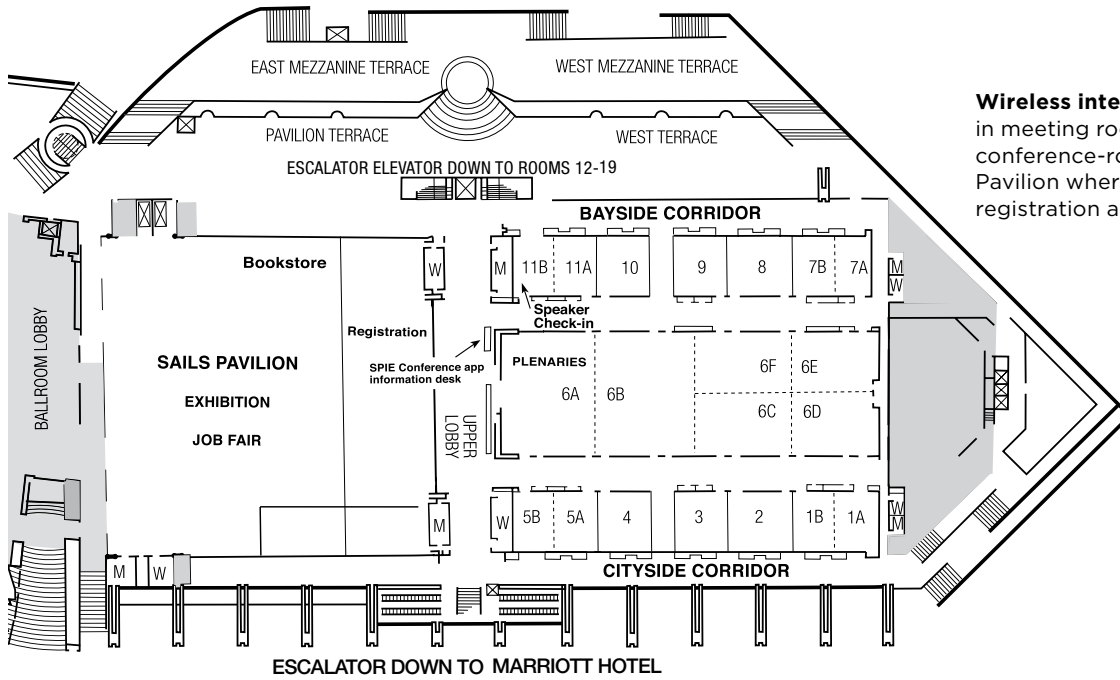 EAST MEZZANINE TERRACE
WEST MEZZANINE TERRACE
Wireless inte
in meeting ro
conference-ro
Pavilion wher
registration a
PAVILION TERRACE
WEST TERRACE
ESCALATOR ELEVATOR DOWN TO ROOMS 12-19
BAYSIDE CORRIDOR
Bookstore
W
M
11B
11A
10
9
8
7B
7A
M
W
Speaker
Check-in
Registration
SPIE Conference app
information desk
BALLROOM LOBBY
SAILS PAVILION
EXHIBITION
JOB FAIR
UPPER
LOBBY
PLENARIES
6A
6B
6F
6E
6C
6D
M
W
5B
5A
4
3
2
1B
1A
W
M
M
W
CITYSIDE CORRIDOR
ESCALATOR DOWN TO MARRIOTT HOTEL